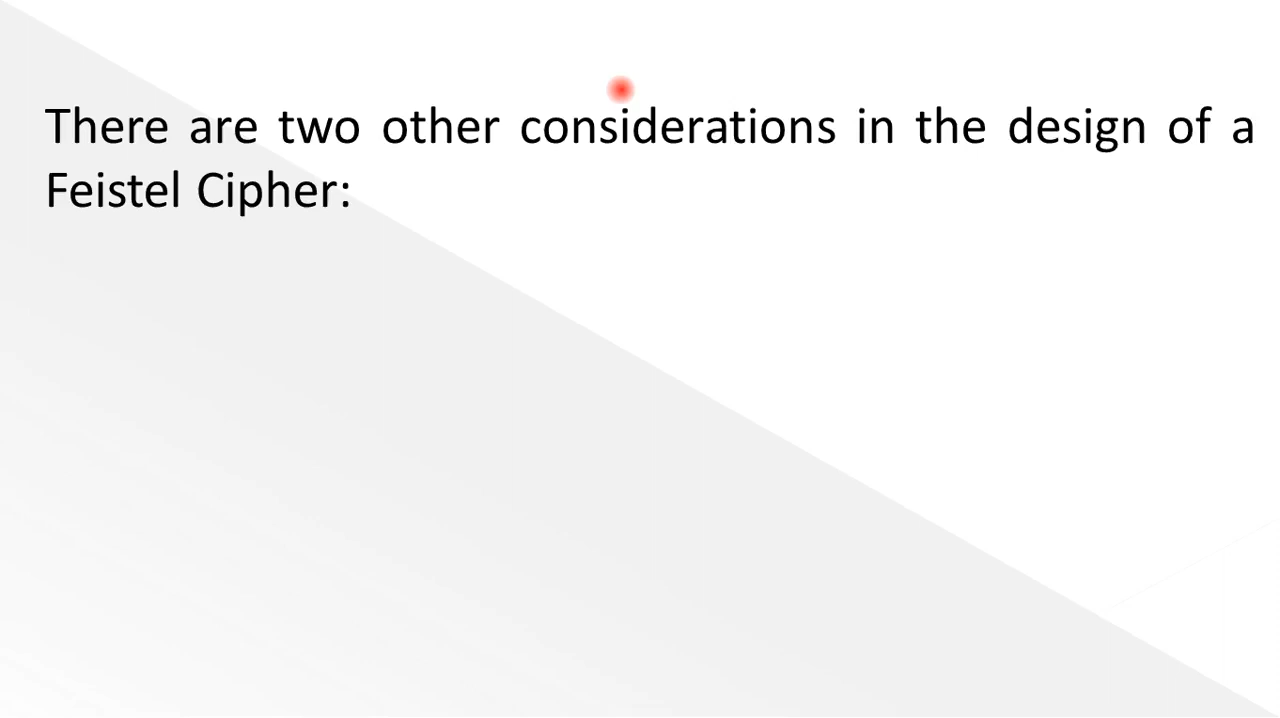 There are two other considerations in the design of a
Feistel Cipher: